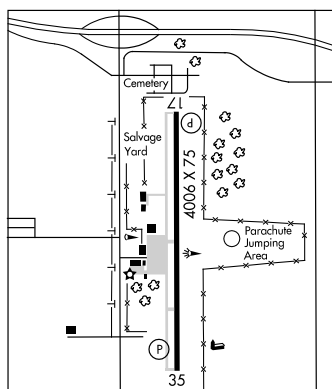 Cemetery
17
P
Salvage
Yard
4006 X 75
Parachute
Jumping
Area
P
35